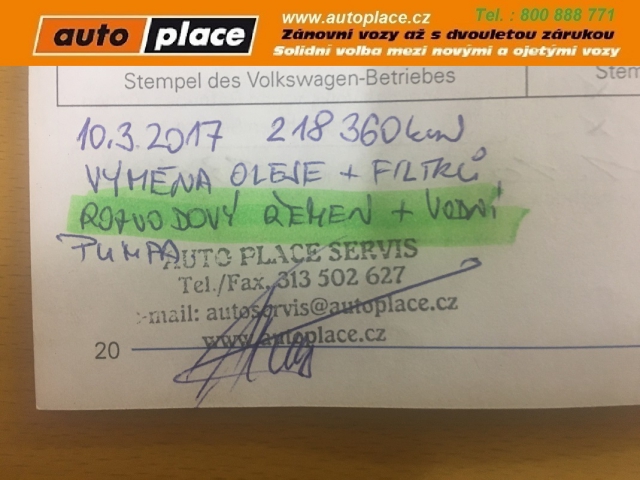 auto place
www.autoplace.cz Tel. : 800 888 771
Zánovní vozy až s dvouletou zárukou
Solidní volba mezi novými a ojetými vozy
Stempel des Volkswagen-Betriebes
Stem
10.3.2017 218 360 km
VÝMĚNA OLEJE + FILTRŮ
ROZVODOVÝ ŘEMEN + VODNÍ
PUMPA
AUTO PLACE SERVIS
Tel./Fax. 313 502 627
e-mail: autoservis@autoplace.cz
www.autoplace.cz
20